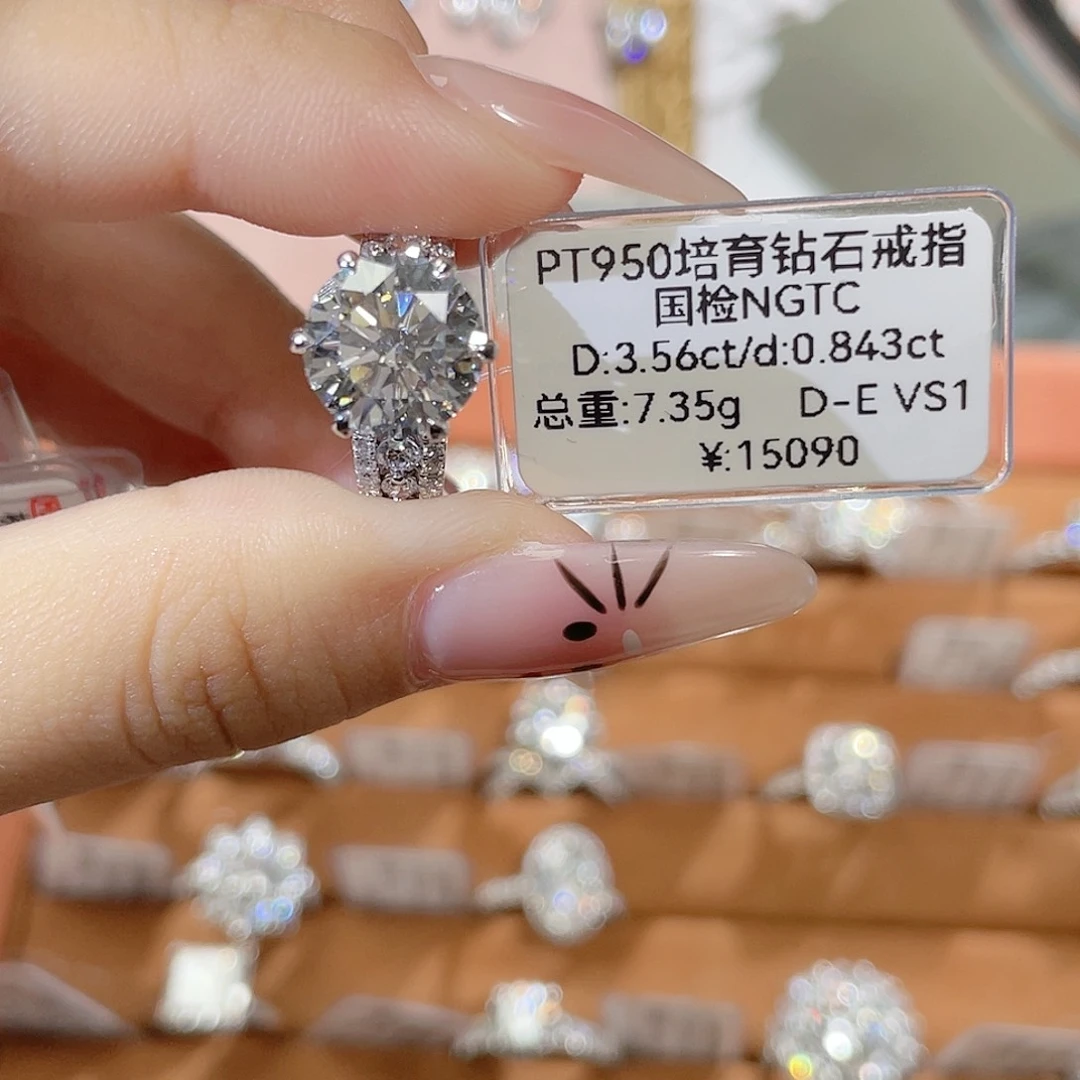 PT950培育钻石戒指
国检NGTC
D:3.56ct/d:0.843ct
总重:7.35g D-E VS1
¥:15090